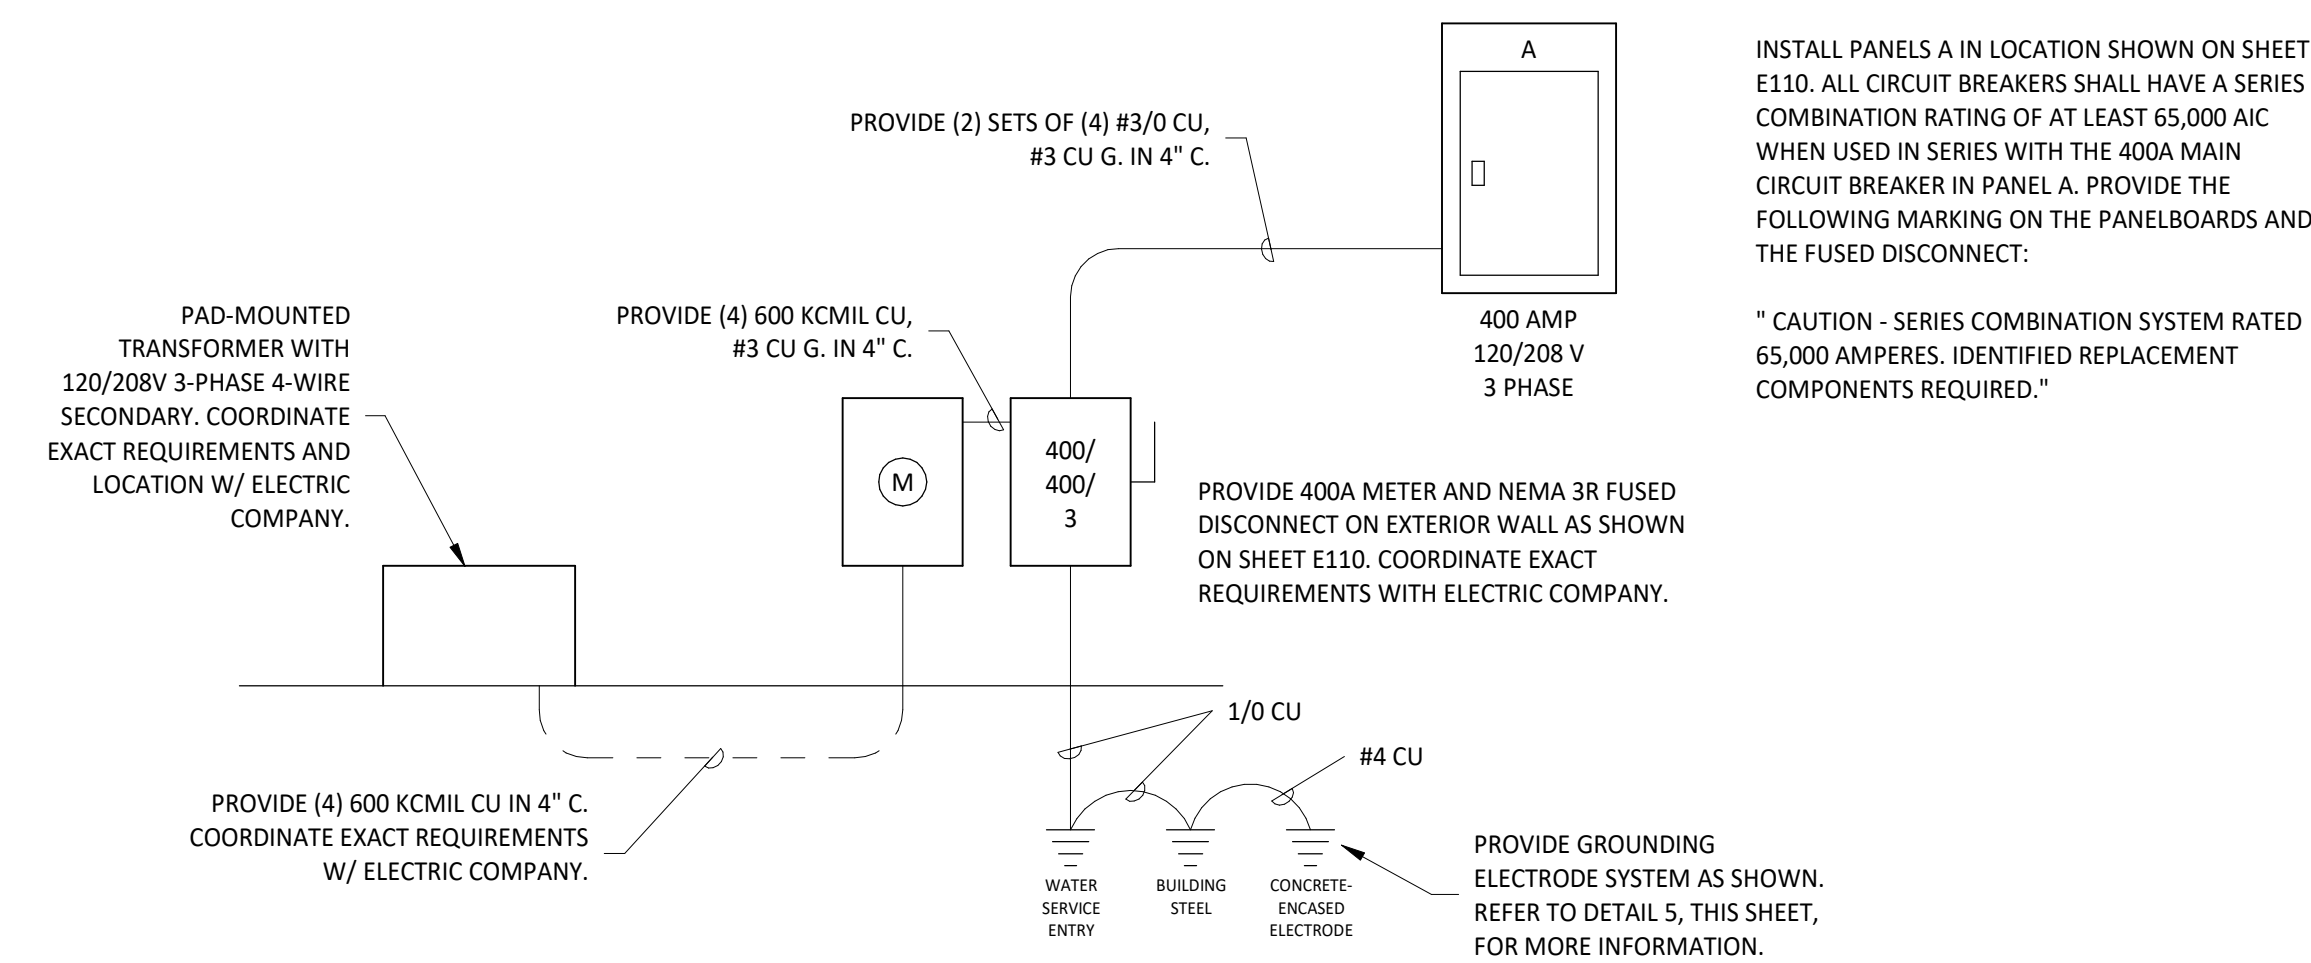 A
INSTALL PANELS A IN LOCATION SHOWN ON SHEET
E110. ALL CIRCUIT BREAKERS SHALL HAVE A SERIES
COMBINATION RATING OF AT LEAST 65,000 AIC
WHEN USED IN SERIES WITH THE 400A MAIN
CIRCUIT BREAKER IN PANEL A. PROVIDE THE
FOLLOWING MARKING ON THE PANELBOARDS AND
THE FUSED DISCONNECT:
" CAUTION - SERIES COMBINATION SYSTEM RATED
65,000 AMPERES. IDENTIFIED REPLACEMENT
COMPONENTS REQUIRED."
PROVIDE (2) SETS OF (4) #3/0 CU,
#3 CU G. IN 4" C.
400 AMP
120/208 V
3 PHASE
PAD-MOUNTED
TRANSFORMER WITH
120/208V 3-PHASE 4-WIRE
SECONDARY. COORDINATE
EXACT REQUIREMENTS AND
LOCATION W/ ELECTRIC
COMPANY.
PROVIDE (4) 600 KCMIL CU,
#3 CU G. IN 4" C.
M
400/
400/
3
PROVIDE 400A METER AND NEMA 3R FUSED
DISCONNECT ON EXTERIOR WALL AS SHOWN
ON SHEET E110. COORDINATE EXACT
REQUIREMENTS WITH ELECTRIC COMPANY.
1/0 CU
#4 CU
PROVIDE (4) 600 KCMIL CU IN 4" C.
COORDINATE EXACT REQUIREMENTS
W/ ELECTRIC COMPANY.
WATER
SERVICE
ENTRY
BUILDING
STEEL
CONCRETE-
ENCASED
ELECTRODE
PROVIDE GROUNDING
ELECTRODE SYSTEM AS SHOWN.
REFER TO DETAIL 5, THIS SHEET,
FOR MORE INFORMATION.